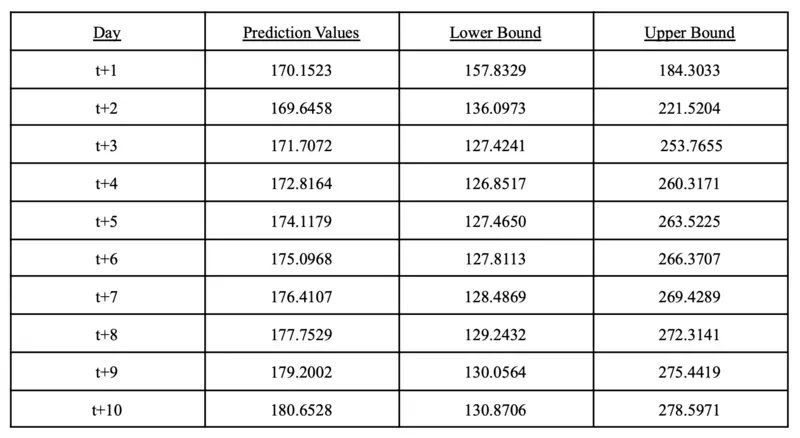 Day Prediction Values Lower Bound Upper Bound
t+1 170.1523 157.8329 184.3033
t+2 169.6458 136.0973 221.5204
t+3 171.7072 127.4241 253.7655
t+4 172.8164 126.8517 260.3171
t+5 174.1179 127.4650 263.5225
t+6 175.0968 127.8113 266.3707
t+7 176.4107 128.4869 269.4289
t+8 177.7529 129.2432 272.3141
t+9 179.2002 130.0564 275.4419
t+10 180.6528 130.8706 278.5971